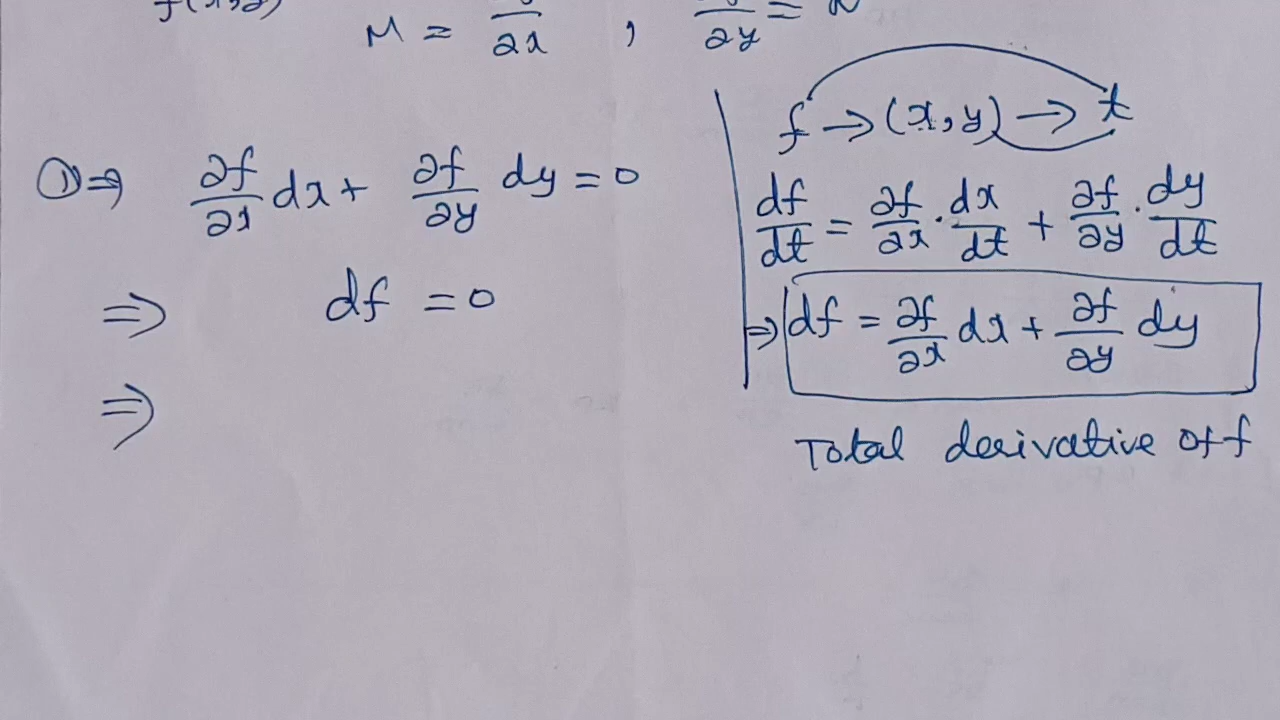 f(x,y)
M = ∂f/∂x , ∂f/∂y = N
① ⇒ ∂f/∂x dx + ∂f/∂y dy = 0
⇒ df = 0
⇒
f → (x,y) → t
df/dt = ∂f/∂x · dx/dt + ∂f/∂y · dy/dt
⇒ df = ∂f/∂x dx + ∂f/∂y dy
Total derivative of f